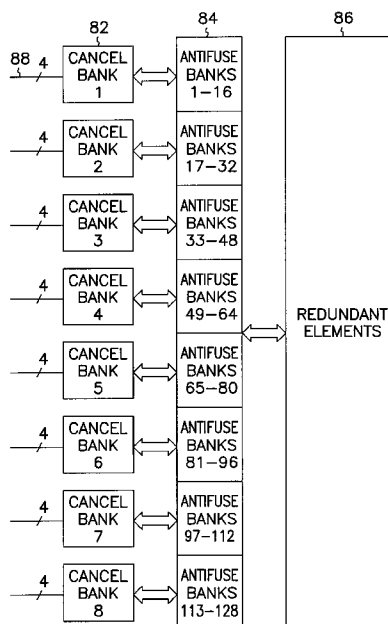 82
84
86
88
4
CANCEL
BANK
1
ANTIFUSE
BANKS
1-16
4
CANCEL
BANK
2
ANTIFUSE
BANKS
17-32
4
CANCEL
BANK
3
ANTIFUSE
BANKS
33-48
4
CANCEL
BANK
4
ANTIFUSE
BANKS
49-64
REDUNDANT
ELEMENTS
4
CANCEL
BANK
5
ANTIFUSE
BANKS
65-80
4
CANCEL
BANK
6
ANTIFUSE
BANKS
81-96
4
CANCEL
BANK
7
ANTIFUSE
BANKS
97-112
4
CANCEL
BANK
8
ANTIFUSE
BANKS
113-128